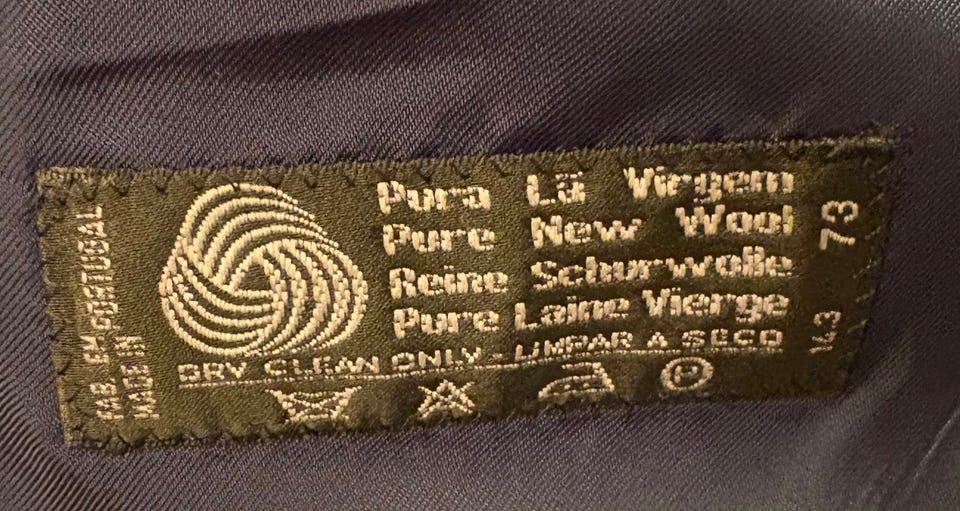 FAB. EM PORTUGAL
MADE IN
Pura Lã Virgem
Pure New Wool
Reine Schurwolle
Pure Laine Vierge
DRY CLEAN ONLY - LIMPAR A SECO
P
73
143